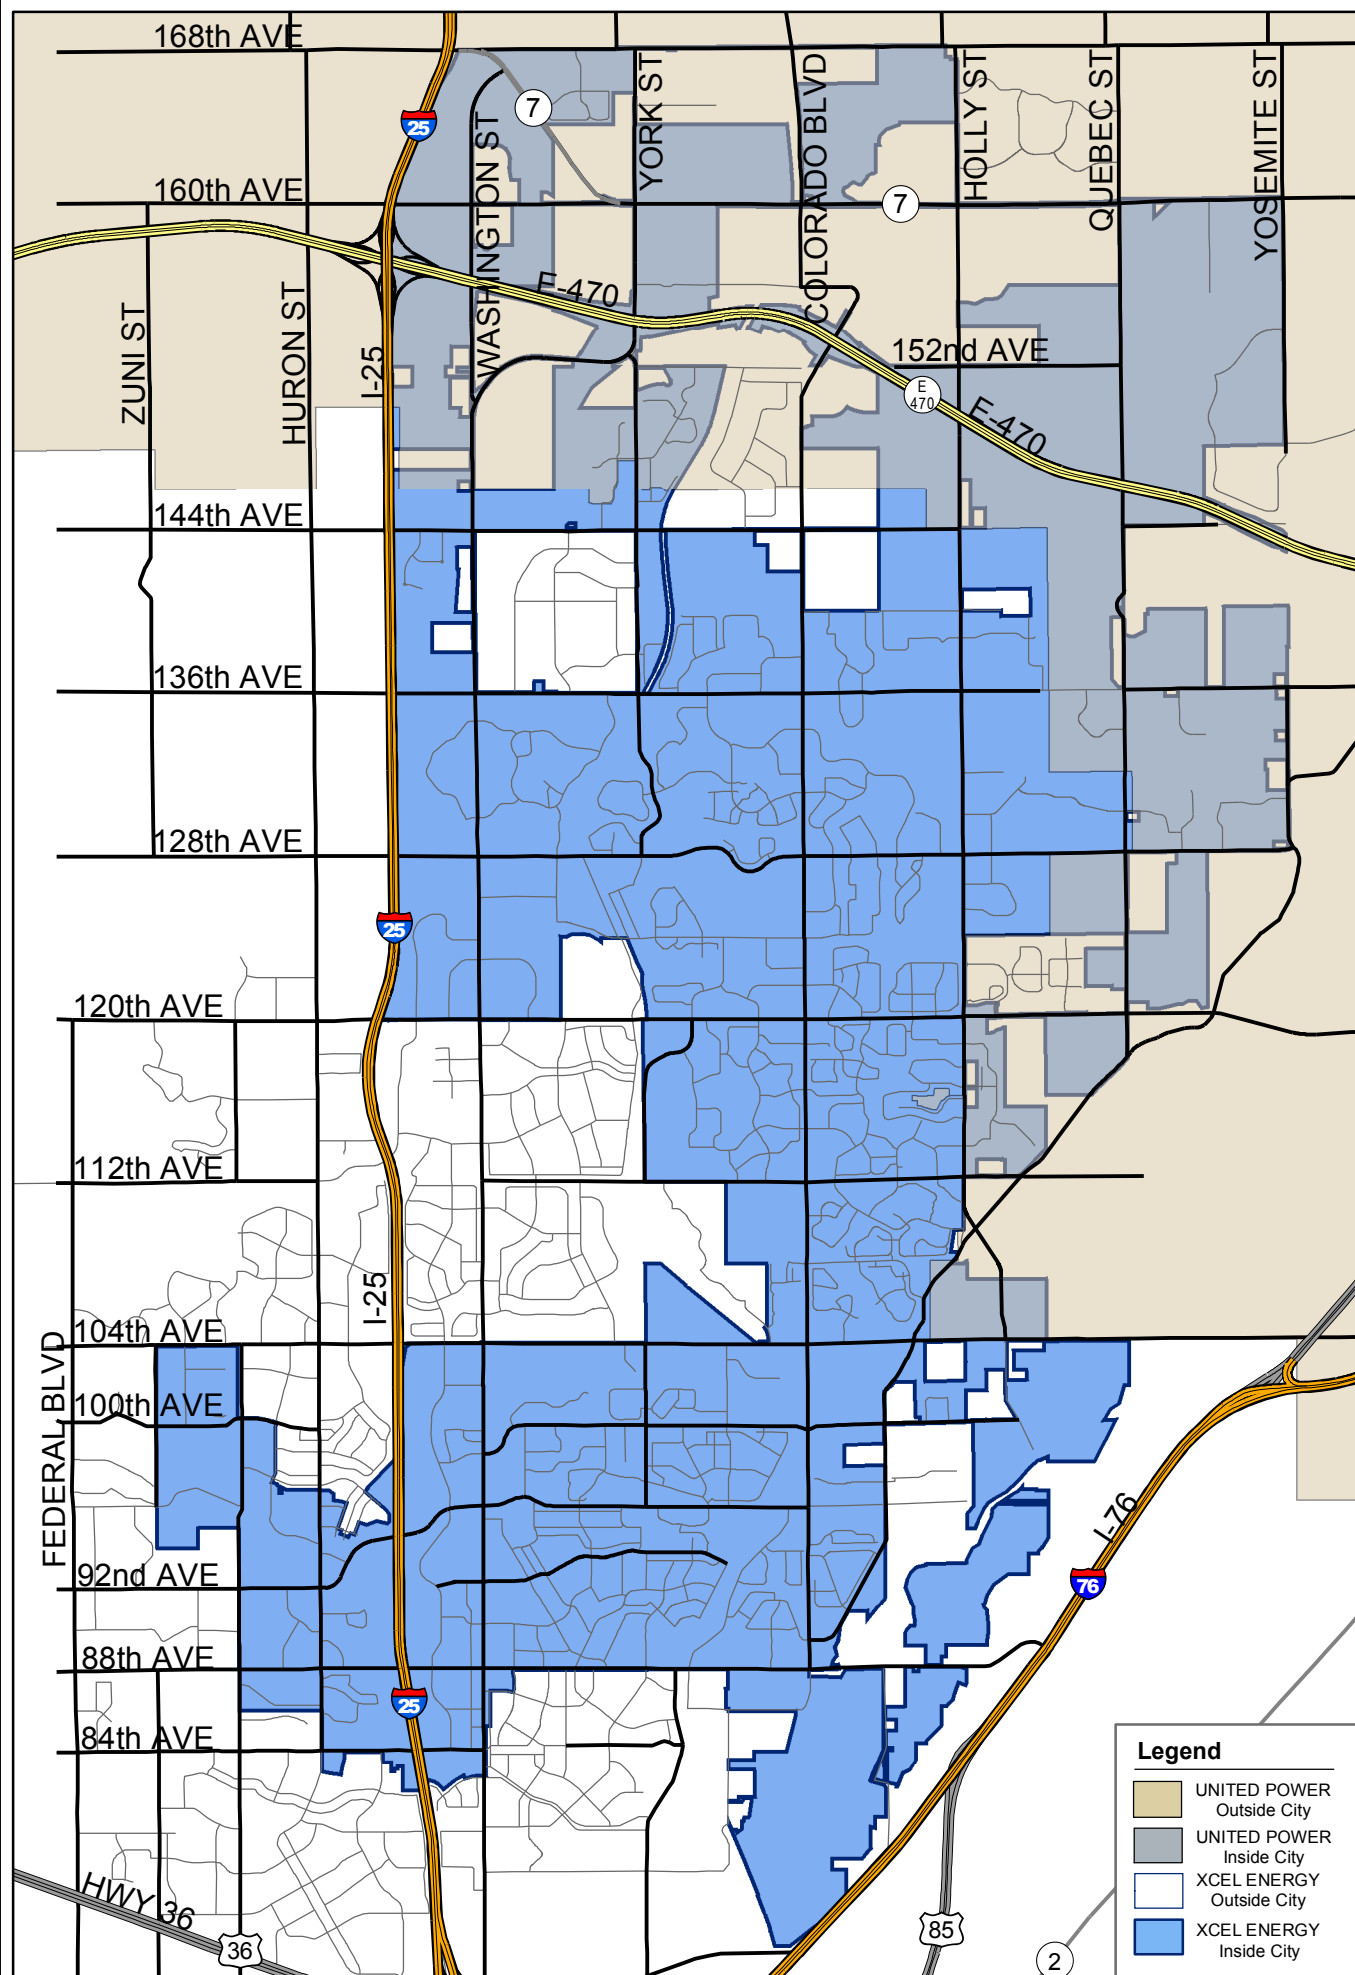 168th AVE
7
25
WASHINGTON ST
YORK ST
COLORADO BLVD
HOLLY ST
QUEBEC ST
YOSEMITE ST
160th AVE
7
ZUNI ST
HURON ST
I-25
E-470
152nd AVE
E
470
E-470
144th AVE
136th AVE
128th AVE
25
120th AVE
112th AVE
I-25
104th AVE
FEDERAL BLVD
100th AVE
I-76
76
92nd AVE
88th AVE
25
84th AVE
HWY 36
36
85
2
Legend
UNITED POWER
Outside City
UNITED POWER
Inside City
XCEL ENERGY
Outside City
XCEL ENERGY
Inside City